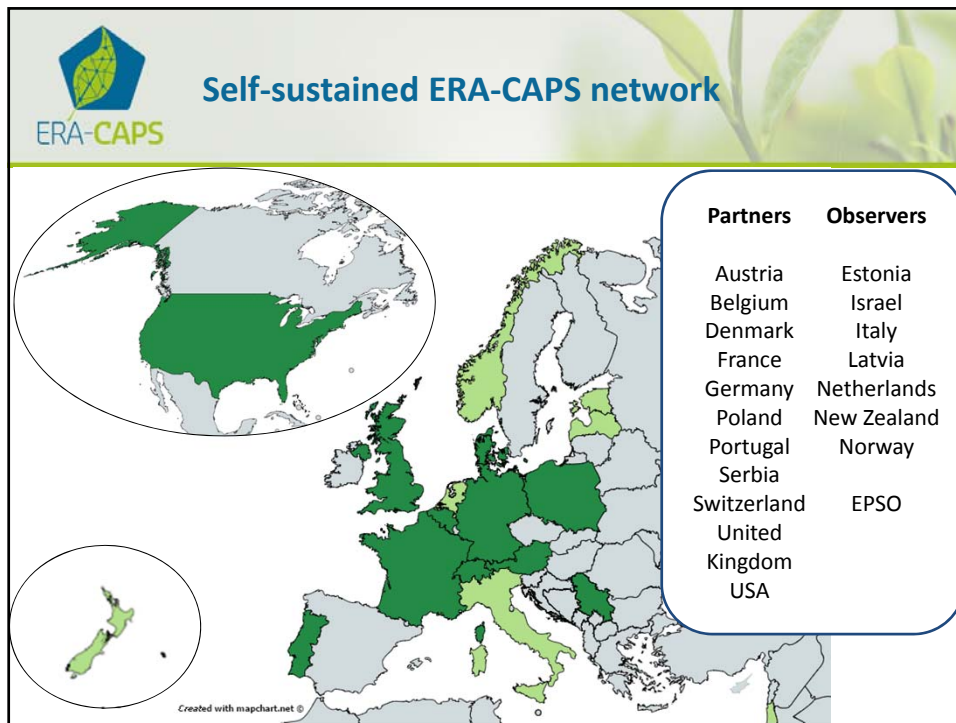 ERA-CAPS
Self-sustained ERA-CAPS network
Partners Observers
Austria Estonia
Belgium Israel
Denmark Italy
France Latvia
Germany Netherlands
Poland New Zealand
Portugal Norway
Serbia
Switzerland EPSO
United
Kingdom
USA
Created with mapchart.net ©